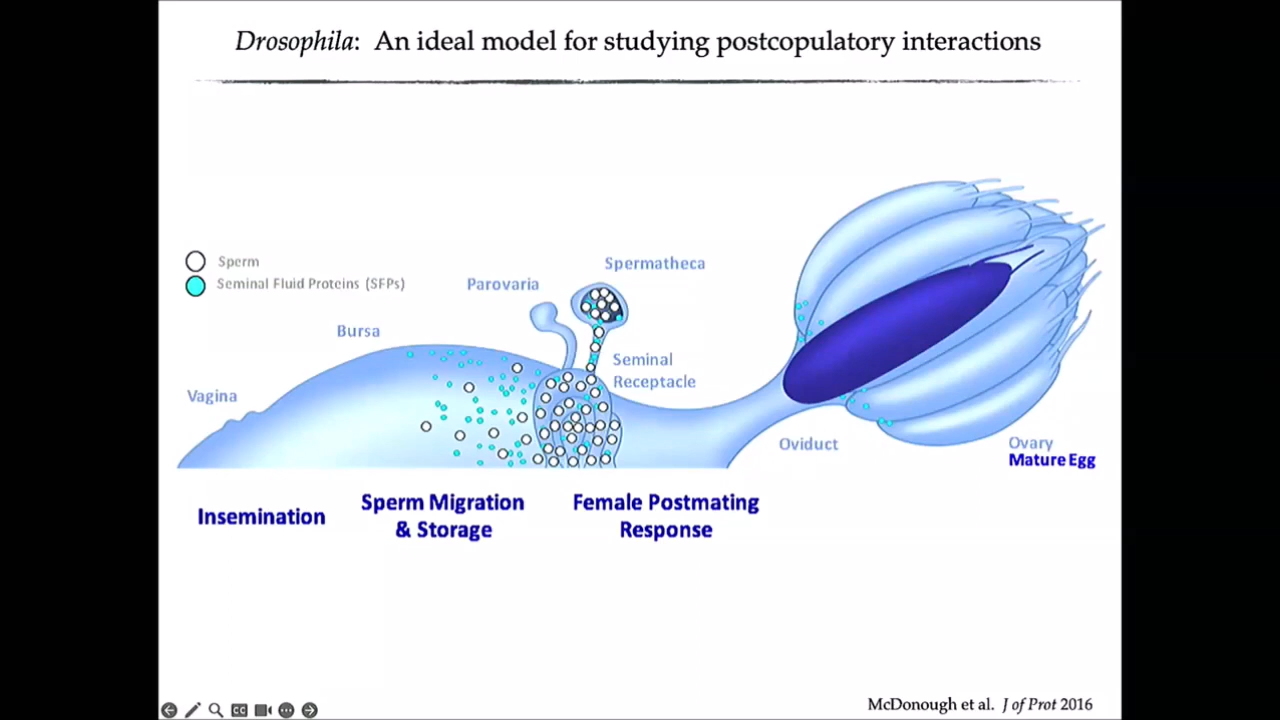 Drosophila: An ideal model for studying postcopulatory interactions
Sperm
Seminal Fluid Proteins (SFPs)
Spermatheca
Parovaria
Bursa
Seminal
Receptacle
Vagina
Oviduct
Ovary
Mature Egg
Insemination
Sperm Migration
& Storage
Female Postmating
Response
CC
McDonough et al. J of Prot 2016